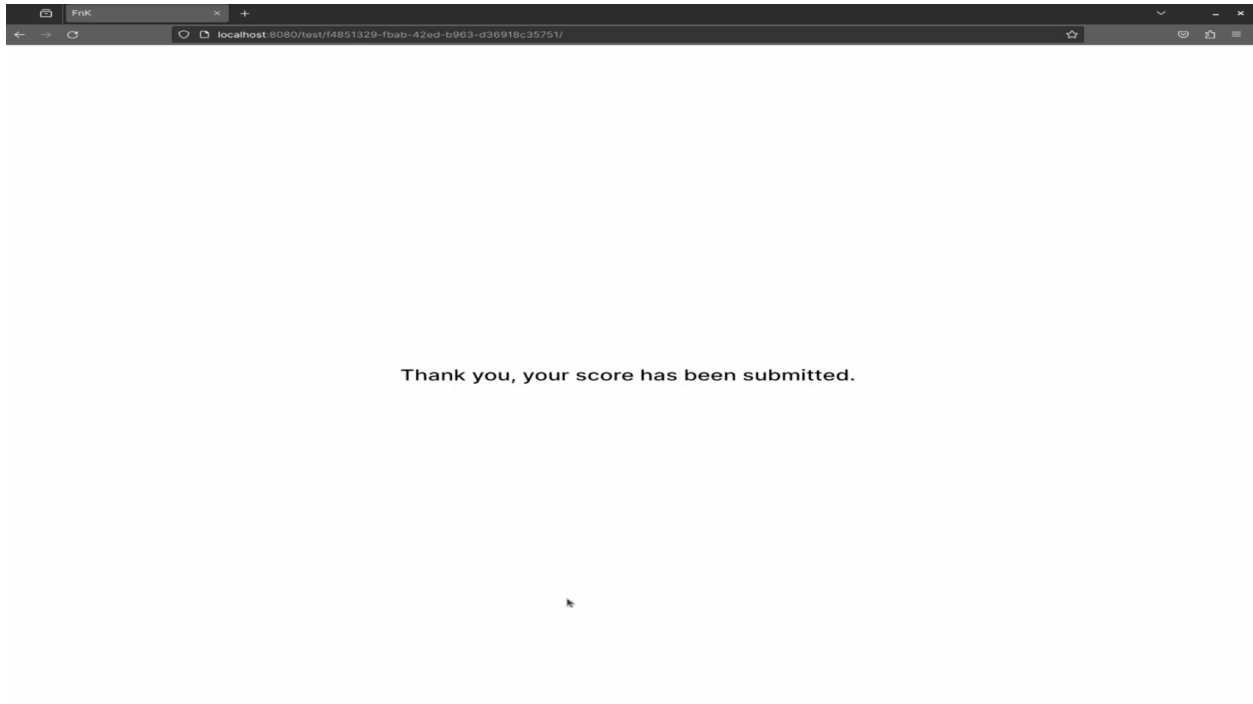 FnK
localhost:8080/test/f4851329-fbab-42ed-b963-d36918c35751/
Thank you, your score has been submitted.